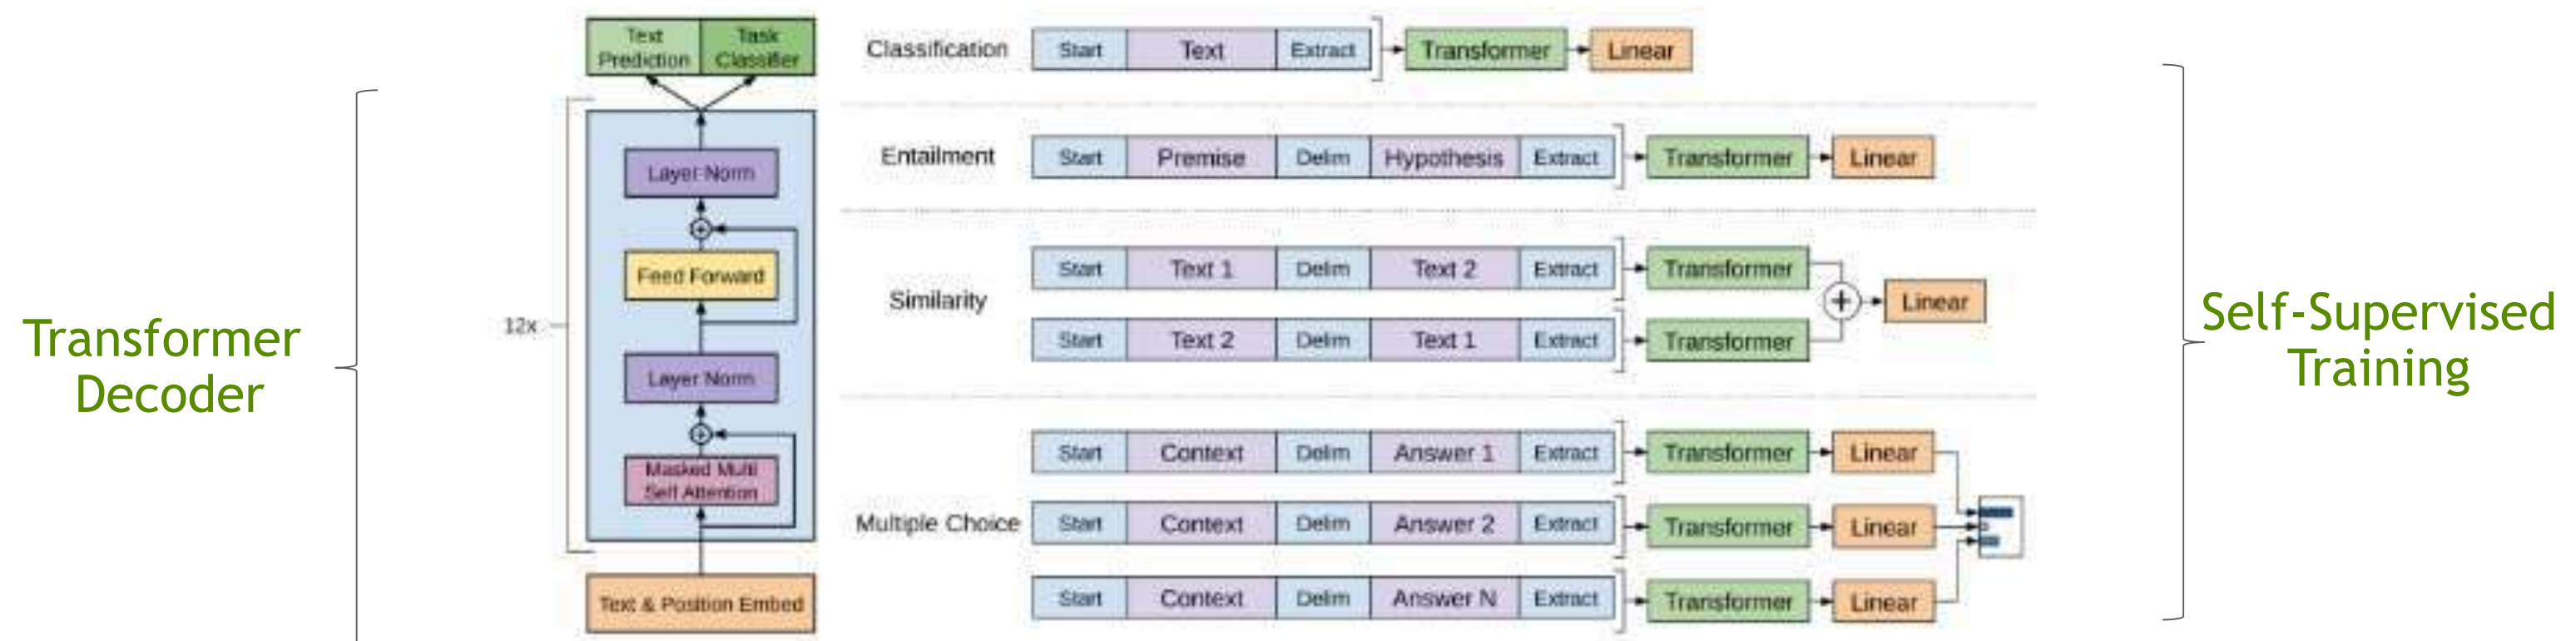 Transformer
Decoder
12x
Text
Prediction
Task
Classifier
Layer Norm
Feed Forward
Layer Norm
Masked Multi
Self Attention
Text & Position Embed
Classification Start Text Extract Transformer Linear
Entailment Start Premise Delim Hypothesis Extract Transformer Linear
Similarity
Start Text 1 Delim Text 2 Extract Transformer
Start Text 2 Delim Text 1 Extract Transformer
Linear
Start Context Delim Answer 1 Extract Transformer Linear
Multiple Choice Start Context Delim Answer 2 Extract Transformer Linear
Start Context Delim Answer N Extract Transformer Linear
Self-Supervised
Training